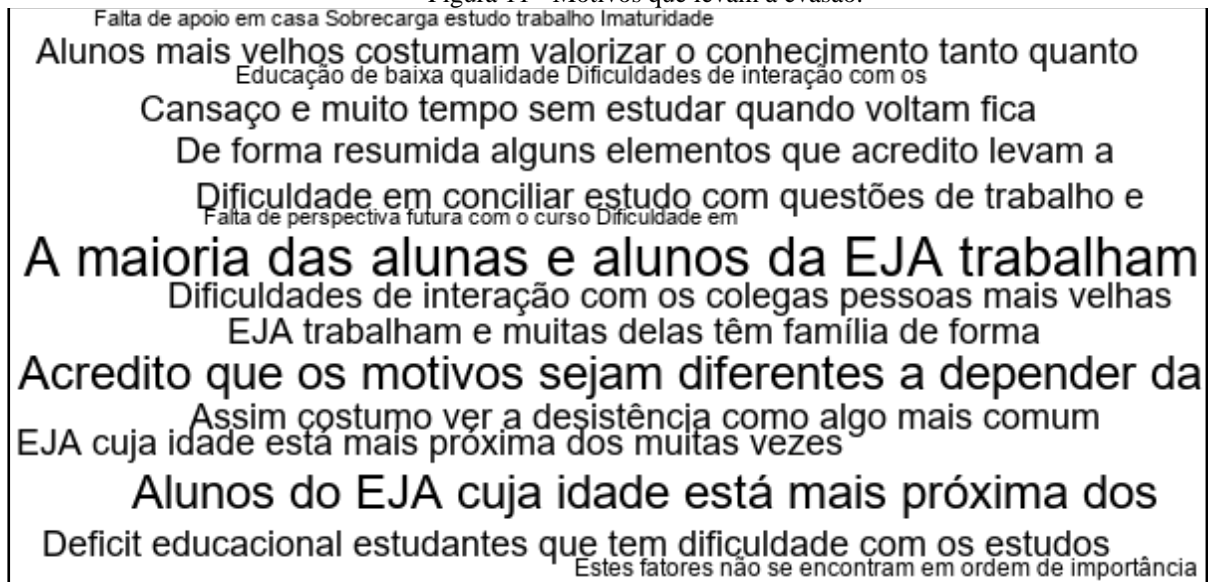 Figura 11 - Motivos que levam à evasão.
Falta de apoio em casa Sobrecarga estudo trabalho Imaturidade
Alunos mais velhos costumam valorizar o conhecimento tanto quanto
Educação de baixa qualidade Dificuldades de interação com os
Cansaço e muito tempo sem estudar quando voltam fica
De forma resumida alguns elementos que acredito levam a
Dificuldade em conciliar estudo com questões de trabalho e
Falta de perspectiva futura com o curso Dificuldade em
A maioria das alunas e alunos da EJA trabalham
Dificuldades de interação com os colegas pessoas mais velhas
EJA trabalham e muitas delas têm família de forma
Acredito que os motivos sejam diferentes a depender da
Assim costumo ver a desistência como algo mais comum
EJA cuja idade está mais próxima dos muitas vezes
Alunos do EJA cuja idade está mais próxima dos
Deficit educacional estudantes que tem dificuldade com os estudos
Estes fatores não se encontram em ordem de importância